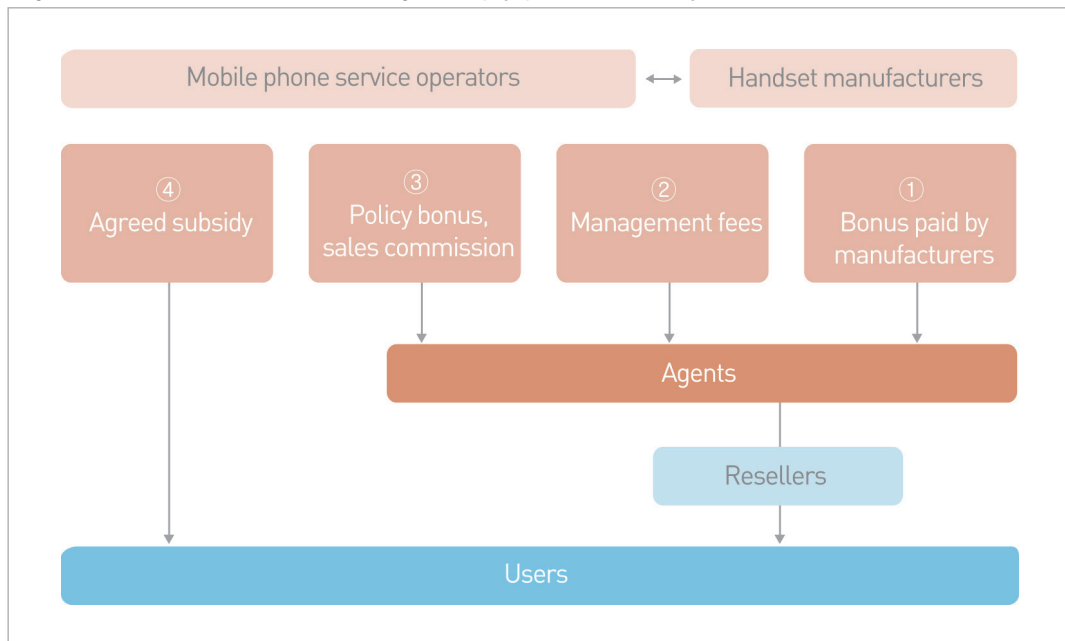 Mobile phone service operators
Handset manufacturers
④
Agreed subsidy
③
Policy bonus,
sales commission
②
Management fees
①
Bonus paid by
manufacturers
Agents
Resellers
Users